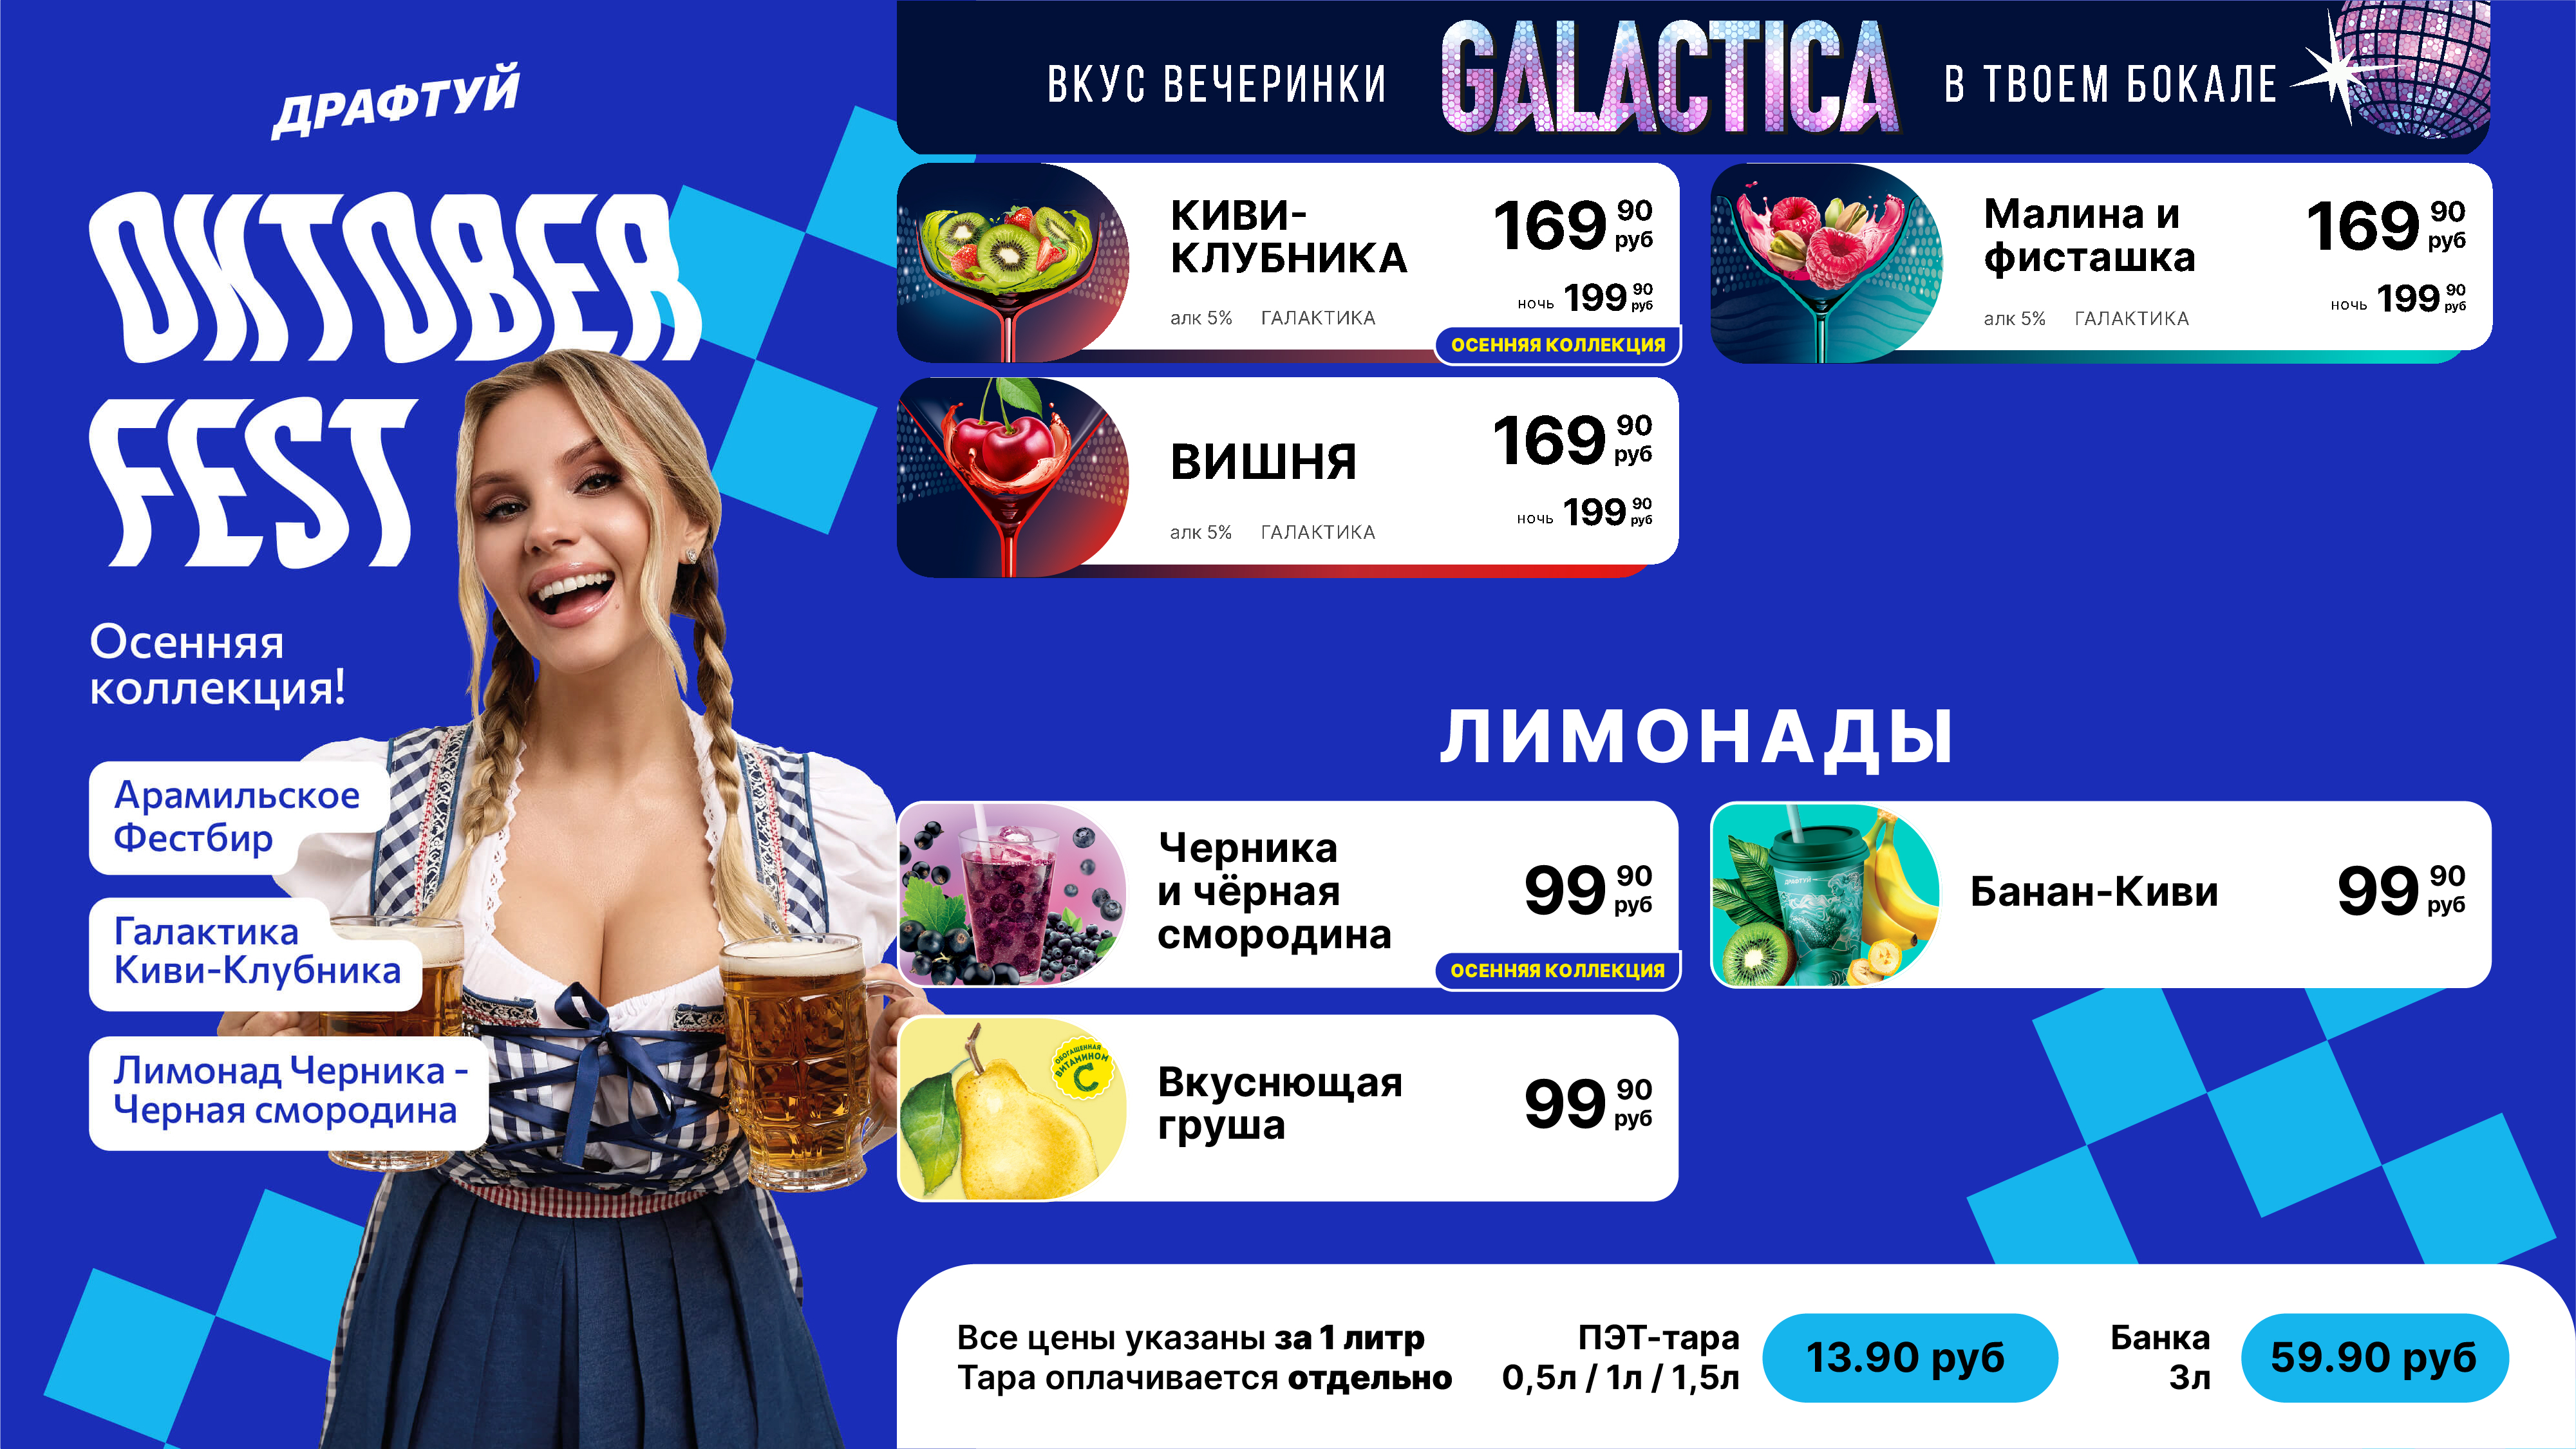 ДРАФТУЙ
OKTOBER
FEST
Осенняя
коллекция!
Арамильское
Фестбир
Галактика
Киви-Клубника
Лимонад Черника -
Черная смородина
ВКУС ВЕЧЕРИНКИ GALACTICA В ТВОЕМ БОКАЛЕ
КИВИ-
КЛУБНИКА
169 90 руб
ночь 199 90 руб
алк 5% ГАЛАКТИКА
ОСЕННЯЯ КОЛЛЕКЦИЯ
Малина и
фисташка
169 90 руб
ночь 199 90 руб
алк 5% ГАЛАКТИКА
ВИШНЯ
169 90 руб
ночь 199 90 руб
алк 5% ГАЛАКТИКА
ЛИМОНАДЫ
Черника
и чёрная
смородина
99 90 руб
ОСЕННЯЯ КОЛЛЕКЦИЯ
ДРАФТУЙ
Банан-Киви
99 90 руб
ОБОГАЩЕННАЯ
ВИТАМИНОМ
С
Вкуснющая
груша
99 90 руб
Все цены указаны за 1 литр
Тара оплачивается отдельно
ПЭТ-тара
0,5л / 1л / 1,5л
13.90 руб
Банка
3л
59.90 руб